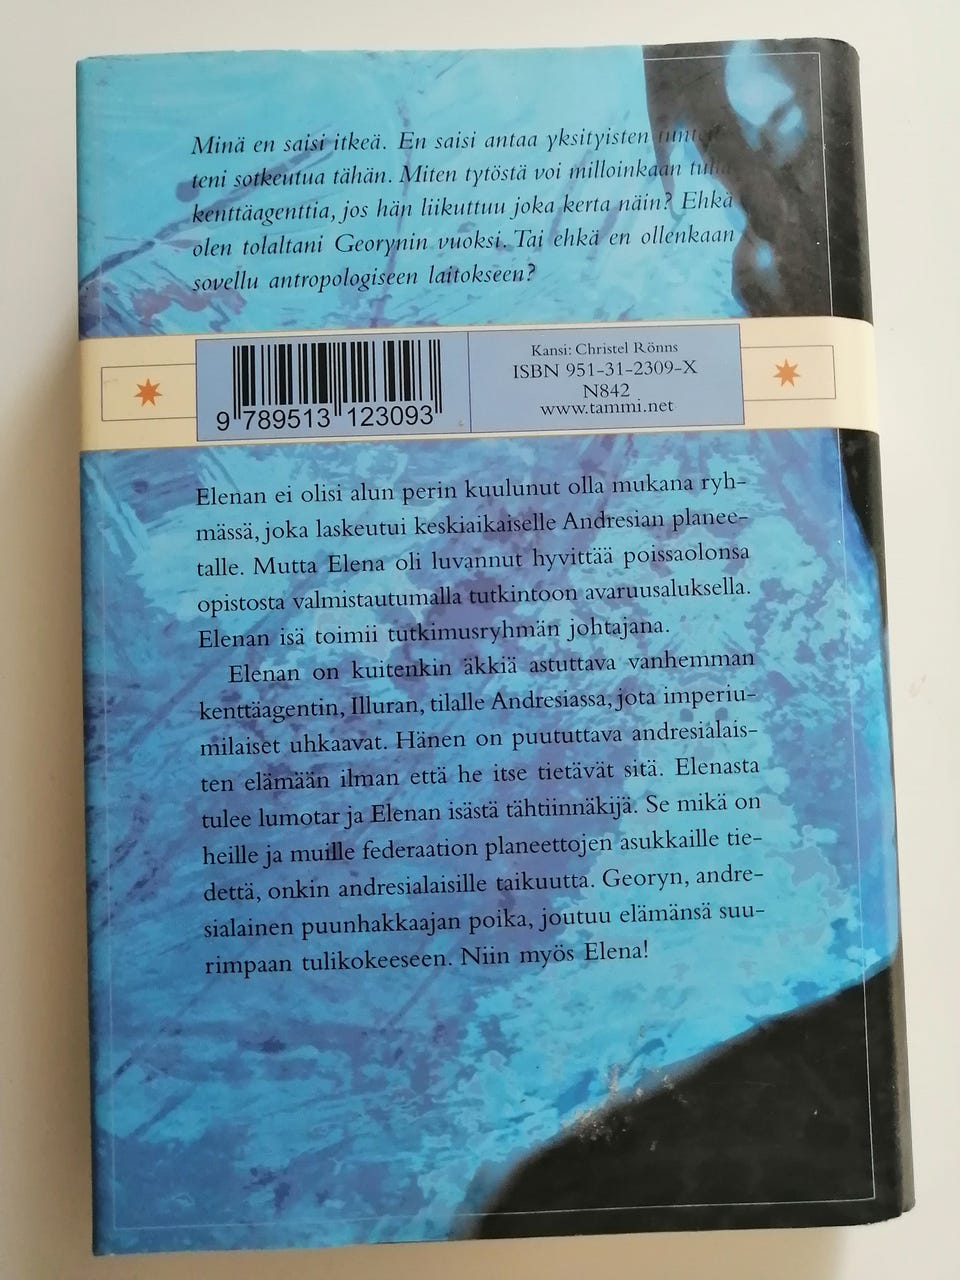 Minä en saisi itkeä. En saisi antaa yksityisten tuntei-
teni sotkeutua tähän. Miten tytöstä voi milloinkaan tulla
kenttäagenttia, jos hän liikuttuu joka kerta näin? Ehkä
olen tolaltani Georynin vuoksi. Tai ehkä en ollenkaan
sovellu antropologiseen laitokseen?
9 789513 123093
Kansi: Christel Rönns
ISBN 951-31-2309-X
N842
www.tammi.net
Elenan ei olisi alun perin kuulunut olla mukana ryh-
mässä, joka laskeutui keskiaikaiselle Andresian planee-
talle. Mutta Elena oli luvannut hyvittää poissaolonsa
opistosta valmistautumalla tutkintoon avaruusaluksella.
Elenan isä toimii tutkimusryhmän johtajana.
Elenan on kuitenkin äkkiä astuttava vanhemman
kenttäagentin, Illuran, tilalle Andresiassa, jota imperiu-
milaiset uhkaavat. Hänen on puututtava andresialais-
ten elämään ilman että he itse tietävät sitä. Elenasta
tulee lumotar ja Elenan isästä tähtiinnäkijä. Se mikä on
heille ja muille federaation planeettojen asukkaille tie-
dettä, onkin andresialaisille taikuutta. Georyn, andre-
sialainen puunhakkaajan poika, joutuu elämänsä suu-
rimpaan tulikokeeseen. Niin myös Elena!